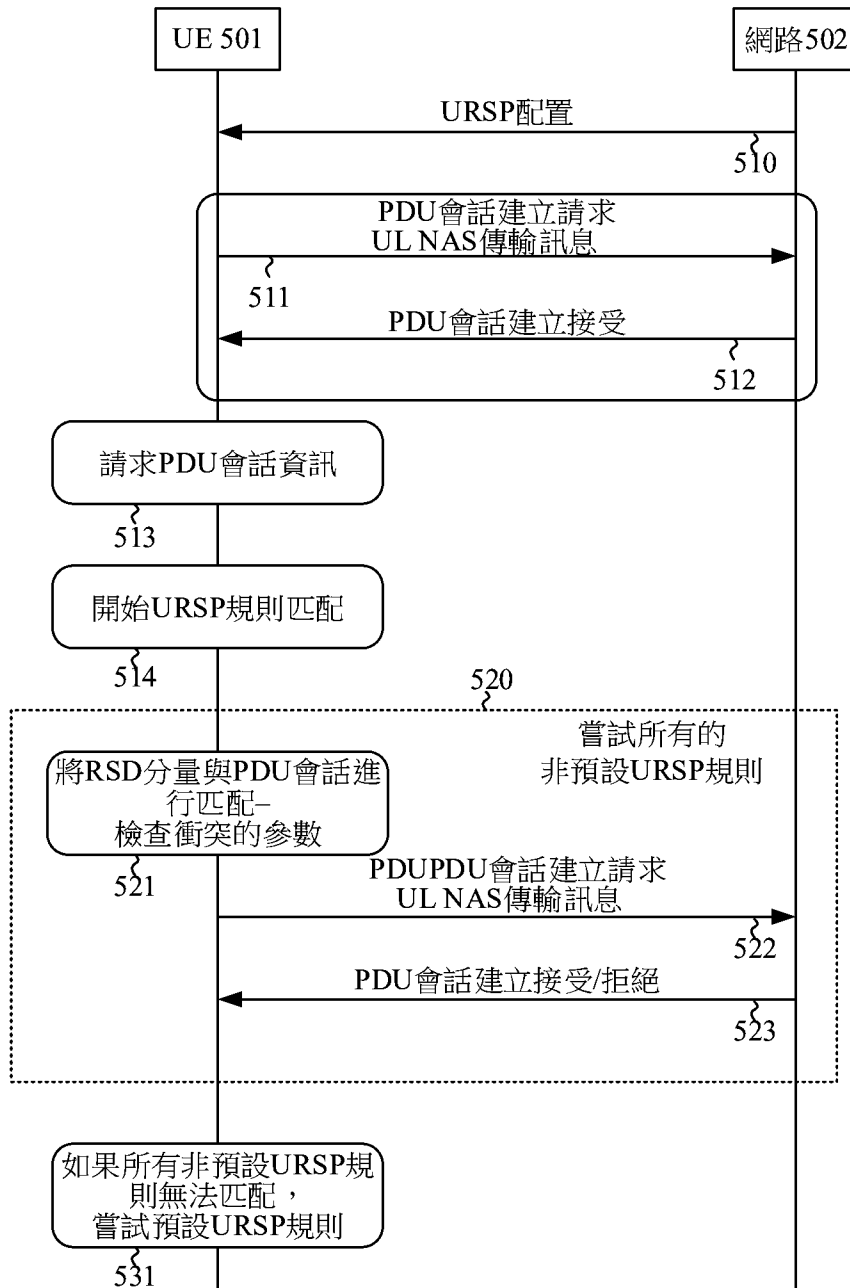 UE 501
網路502
URSP配置
510
PDU會話建立請求
UL NAS傳輸訊息
511
PDU會話建立接受
512
請求PDU會話資訊
513
開始URSP規則匹配
514
520
嘗試所有的
非預設URSP規則
將RSD分量與PDU會話進
行匹配–
檢查衝突的參數
521
PDUPDU會話建立請求
UL NAS傳輸訊息
522
PDU會話建立接受/拒絕
523
如果所有非預設URSP規
則無法匹配，
嘗試預設URSP規則
531